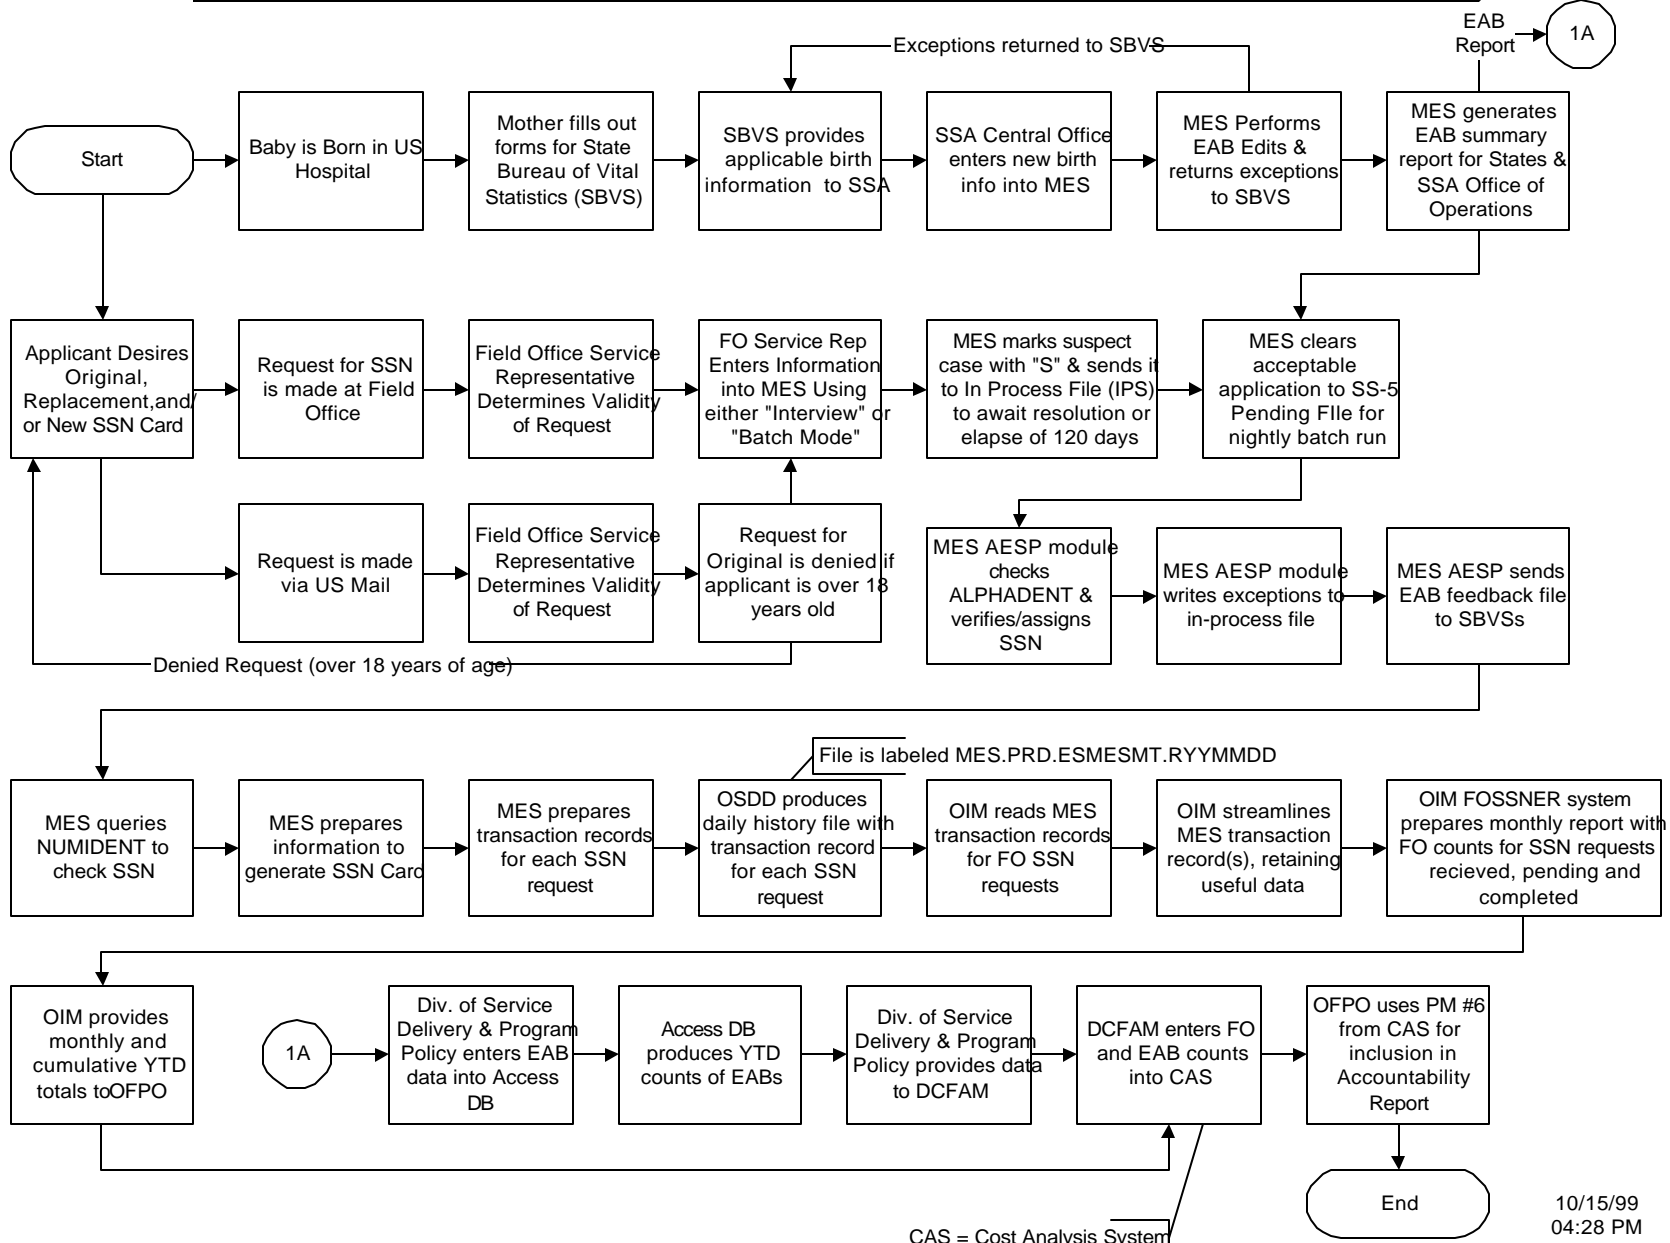 EAB
Report
1A
Exceptions returned to SBVS
Start
Baby is Born in US
Hospital
Mother fills out
forms for State
Bureau of Vital
Statistics (SBVS)
SBVS provides
applicable birth
information to SSA
SSA Central Office
enters new birth
info into MES
MES Performs
EAB Edits &
returns exceptions
to SBVS
MES generates
EAB summary
report for States &
SSA Office of
Operations
Applicant Desires
Original,
Replacement,and/
or New SSN Card
Request for SSN
is made at Field
Office
Field Office Service
Representative
Determines Validity
of Request
FO Service Rep
Enters Information
into MES Using
either "Interview" or
"Batch Mode"
MES marks suspect
case with "S" & sends it
to In Process File (IPS)
to await resolution or
elapse of 120 days
MES clears
acceptable
application to SS-5
Pending FIle for
nightly batch run
Request is made
via US Mail
Field Office Service
Representative
Determines Validity
of Request
Request for
Original is denied if
applicant is over 18
years old
MES AESP module
checks
ALPHADENT &
verifies/assigns
SSN
MES AESP module
writes exceptions to
in-process file
MES AESP sends
EAB feedback file
to SBVSs
Denied Request (over 18 years of age)
File is labeled MES.PRD.ESMESMT.RYYMMDD
MES queries
NUMIDENT to
check SSN
MES prepares
information to
generate SSN Card
MES prepares
transaction records
for each SSN
request
OSDD produces
daily history file with
transaction record
for each SSN
request
OIM reads MES
transaction records
for FO SSN
requests
OIM streamlines
MES transaction
record(s), retaining
useful data
OIM FOSSNER system
prepares monthly report with
FO counts for SSN requests
recieved, pending and
completed
OIM provides
monthly and
cumulative YTD
totals toOFPO
1A
Div. of Service
Delivery & Program
Policy enters EAB
data into Access
DB
Access DB
produces YTD
counts of EABs
Div. of Service
Delivery & Program
Policy provides data
to DCFAM
DCFAM enters FO
and EAB counts
into CAS
OFPO uses PM #6
from CAS for
inclusion in
Accountability
Report
End
CAS = Cost Analysis System
10/15/99
04:28 PM